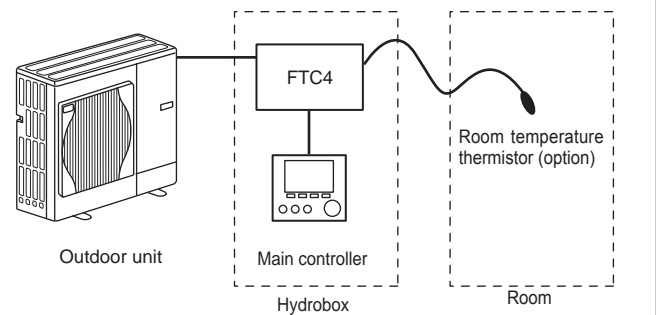 FTC4
Room temperature
thermistor (option)
Outdoor unit
Main controller
Hydrobox
Room